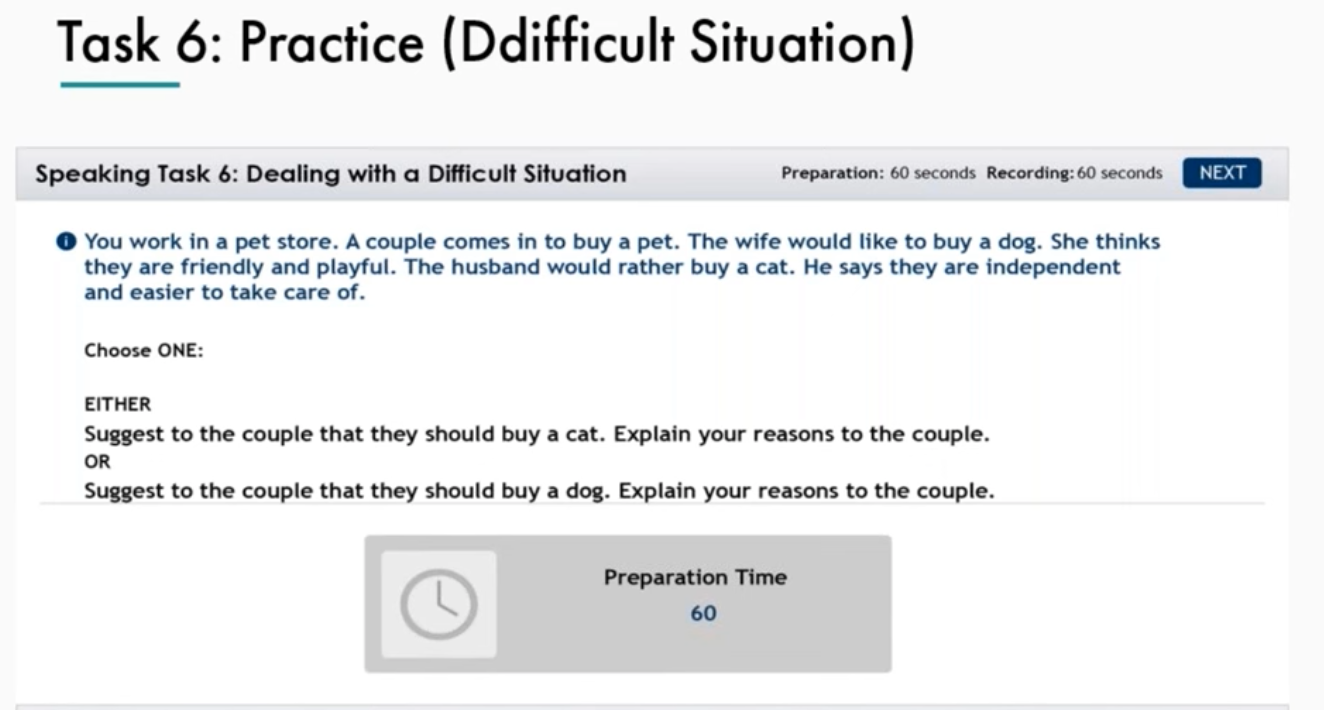 Task 6: Practice (Ddifficult Situation)
Speaking Task 6: Dealing with a Difficult Situation
Preparation: 60 seconds Recording: 60 seconds
NEXT
You work in a pet store. A couple comes in to buy a pet. The wife would like to buy a dog. She thinks
they are friendly and playful. The husband would rather buy a cat. He says they are independent
and easier to take care of.
Choose ONE:
EITHER
Suggest to the couple that they should buy a cat. Explain your reasons to the couple.
OR
Suggest to the couple that they should buy a dog. Explain your reasons to the couple.
Preparation Time
60